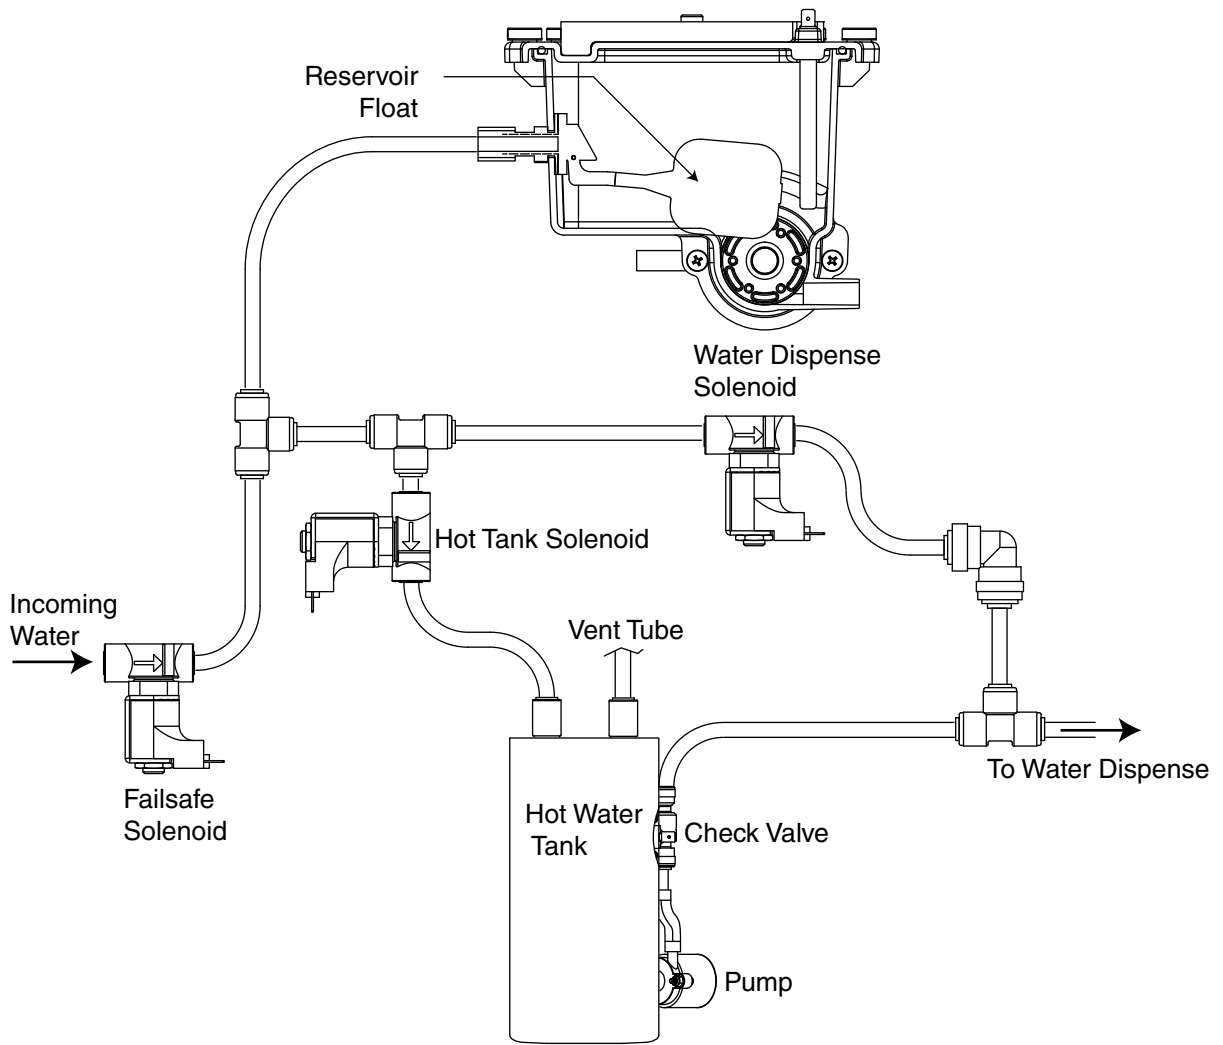 Reservoir
Float
Water Dispense
Solenoid
Hot Tank Solenoid
Incoming
Water
Vent Tube
To Water Dispense
Failsafe
Solenoid
Hot Water
Tank
Check Valve
Pump